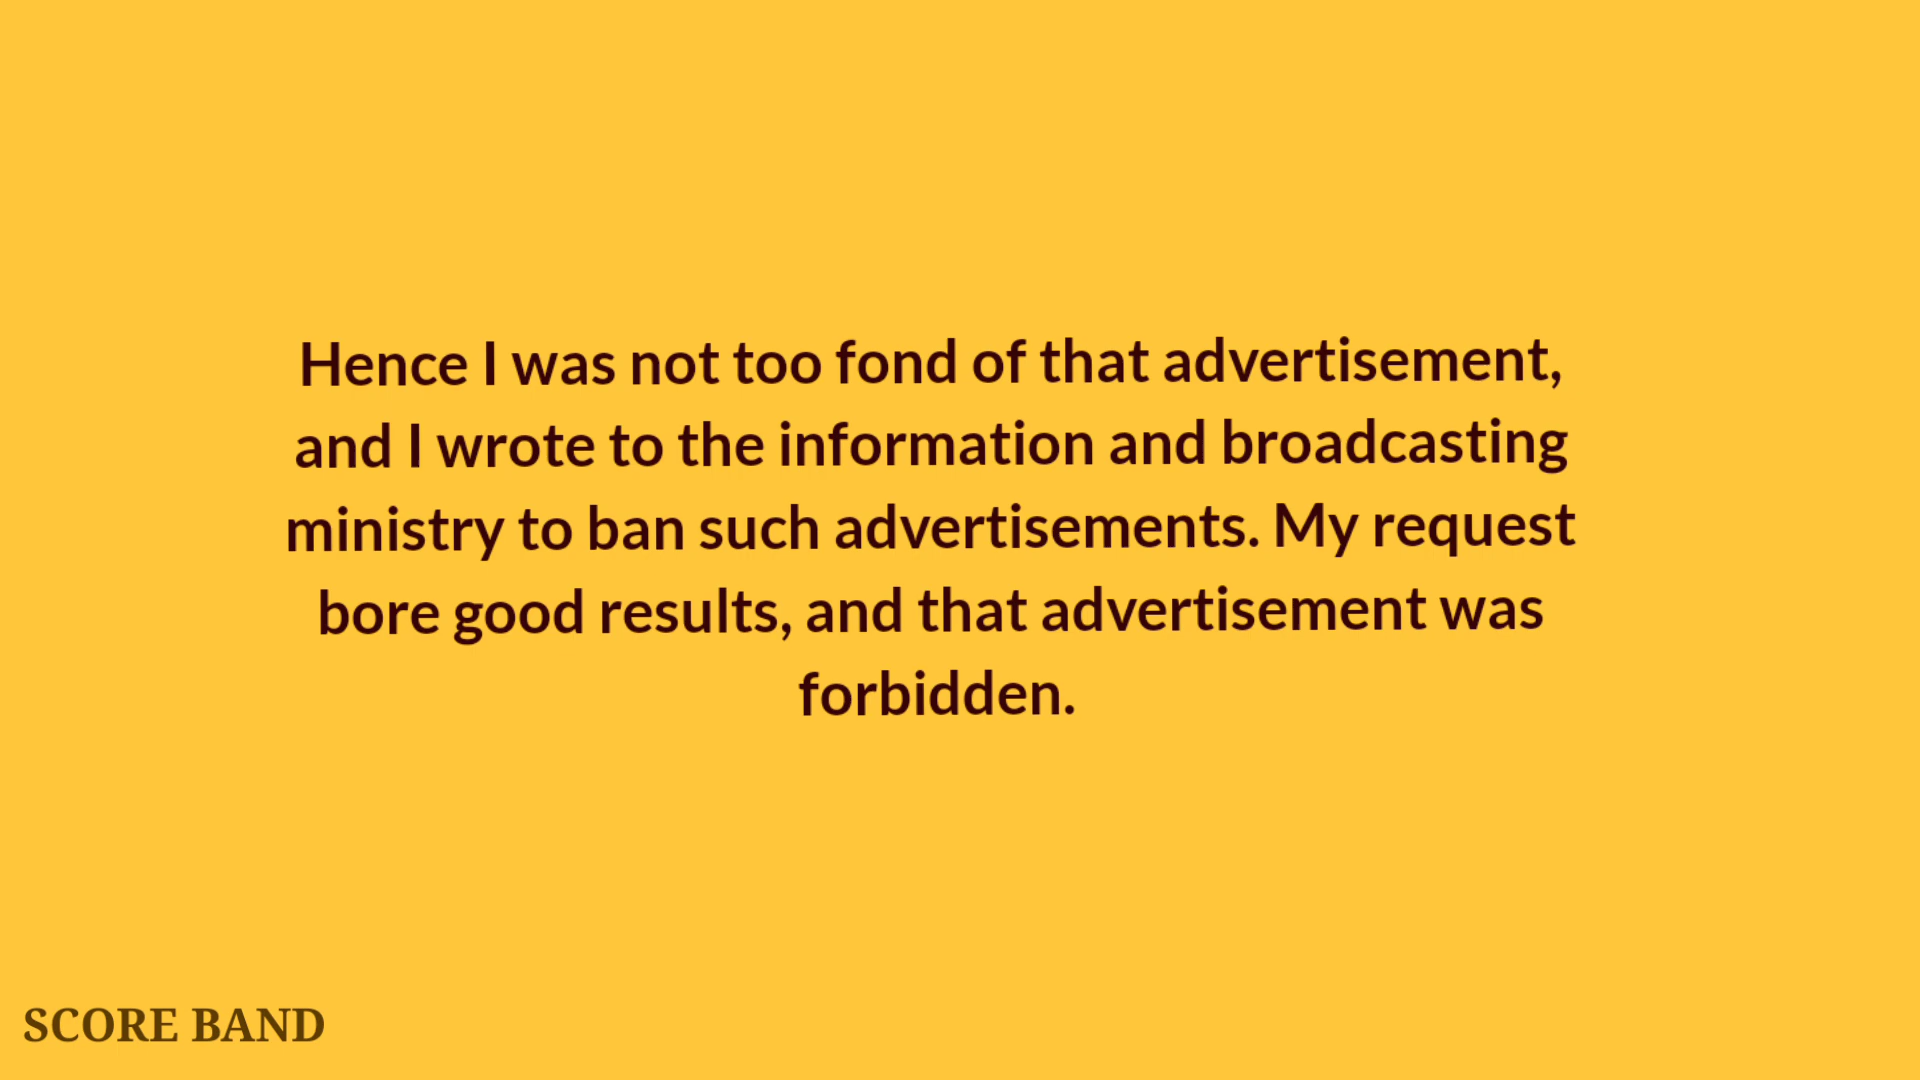 Hence I was not too fond of that advertisement,
and I wrote to the information and broadcasting
ministry to ban such advertisements. My request
bore good results, and that advertisement was
forbidden.
SCORE BAND